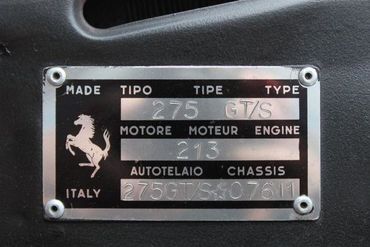 MADE TIPO TIPE TYPE
275 GT/S
MOTORE MOTEUR ENGINE
213
AUTOTELAIO CHASSIS
ITALY 275GT/S☆07611